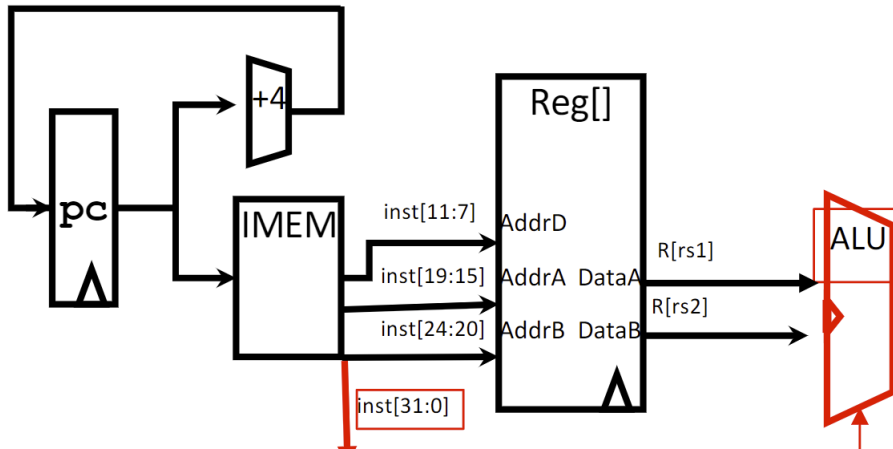 +4
Reg[]
pc
IMEM
inst[11:7]
AddrD
ALU
R[rs1]
inst[19:15]
AddrA
DataA
R[rs2]
inst[24:20]
AddrB
DataB
inst[31:0]